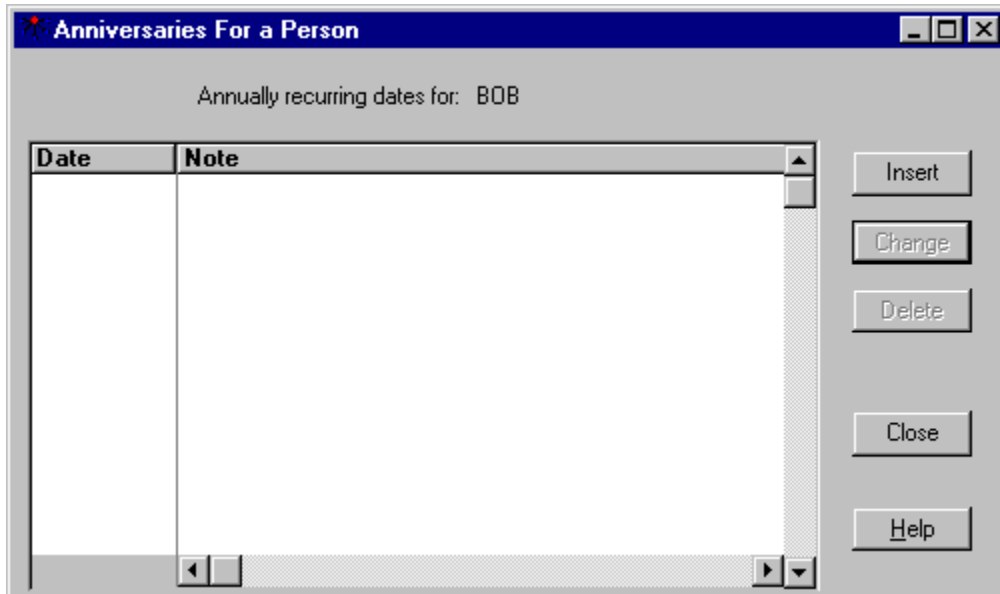 Anniversaries For a Person
Annually recurring dates for: BOB
Date Note
Insert
Change
Delete
Close
Help